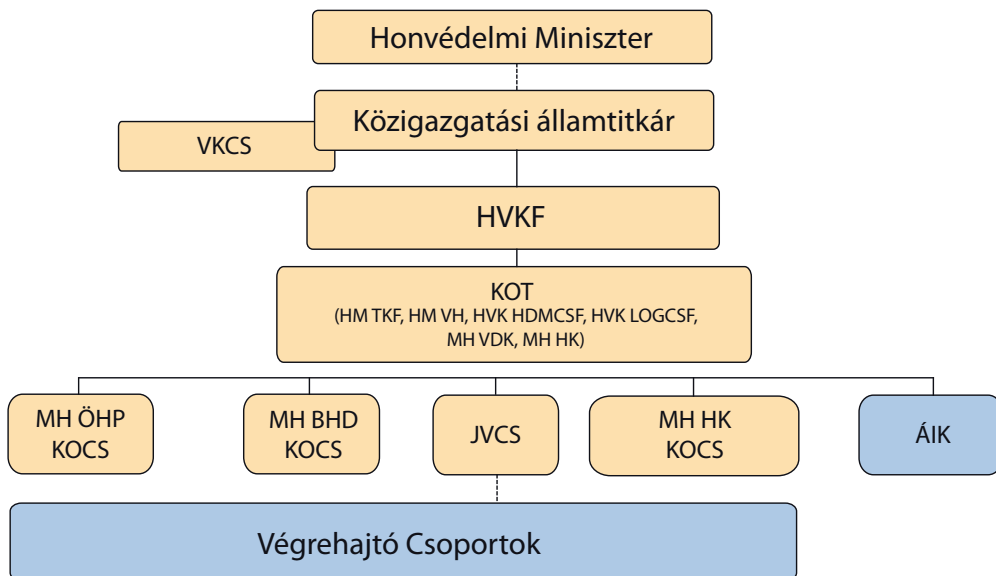 Honvédelmi Miniszter
Közigazgatási államtitkár
VKCS
HVKF
KOT
(HM TKF, HM VH, HVK HDMCSF, HVK LOGCSF,
MH VDK, MH HK)
MH ÖHP
KOCS
MH BHD
KOCS
JVCS
MH HK
KOCS
ÁIK
Végrehajtó Csoportok